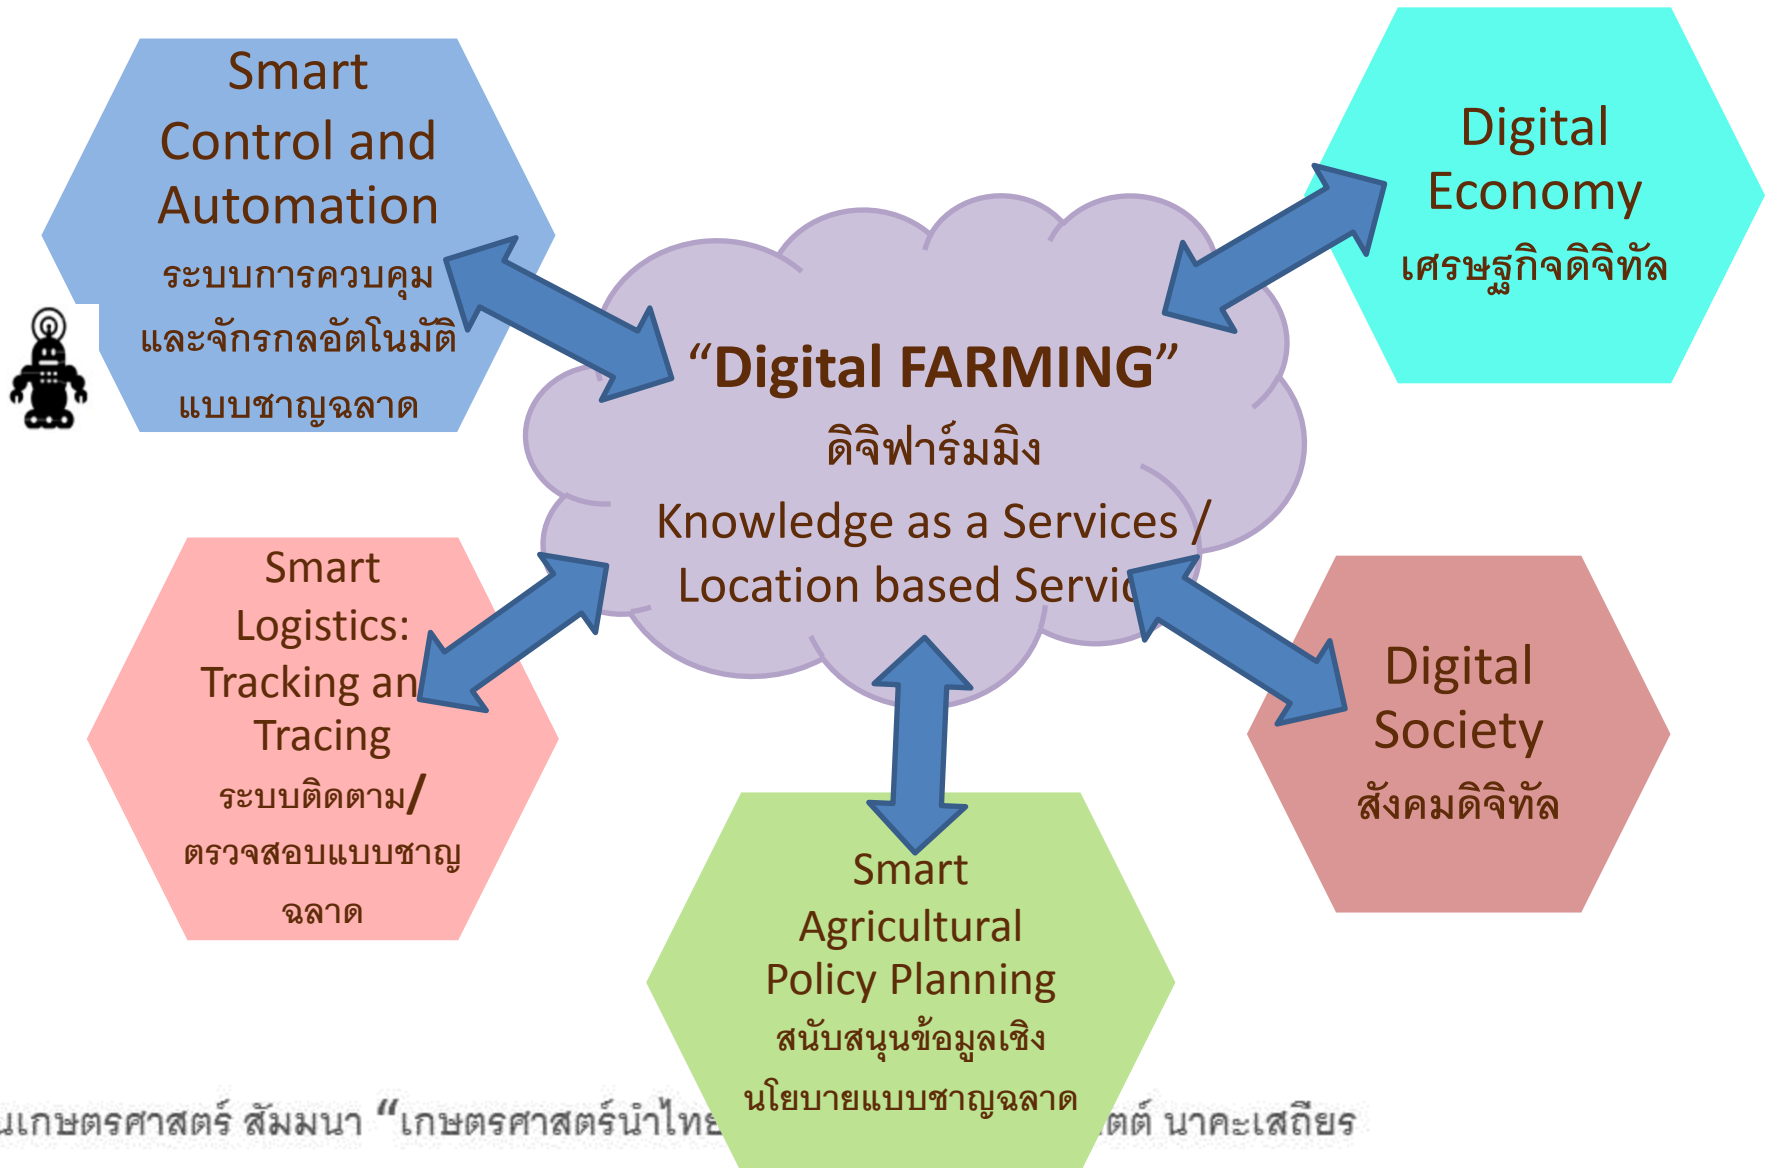 Smart
Control and
Automation
ระบบการควบคุม
และจักรกลอัตโนมัติ
แบบชาญฉลาด
Digital
Economy
เศรษฐกิจดิจิทัล
“Digital FARMING”
ดิจิฟาร์มมิง
Knowledge as a Services /
Location based Servic
Smart
Logistics:
Tracking an
Tracing
ระบบติดตาม/
ตรวจสอบแบบชาญ
ฉลาด
Digital
Society
สังคมดิจิทัล
Smart
Agricultural
Policy Planning
สนับสนุนข้อมูลเชิง
นโยบายแบบชาญฉลาด
นเกษตรศาสตร์ สัมมนา “เกษตรศาสตร์นำไทย ตต์ นาคะเสถียร